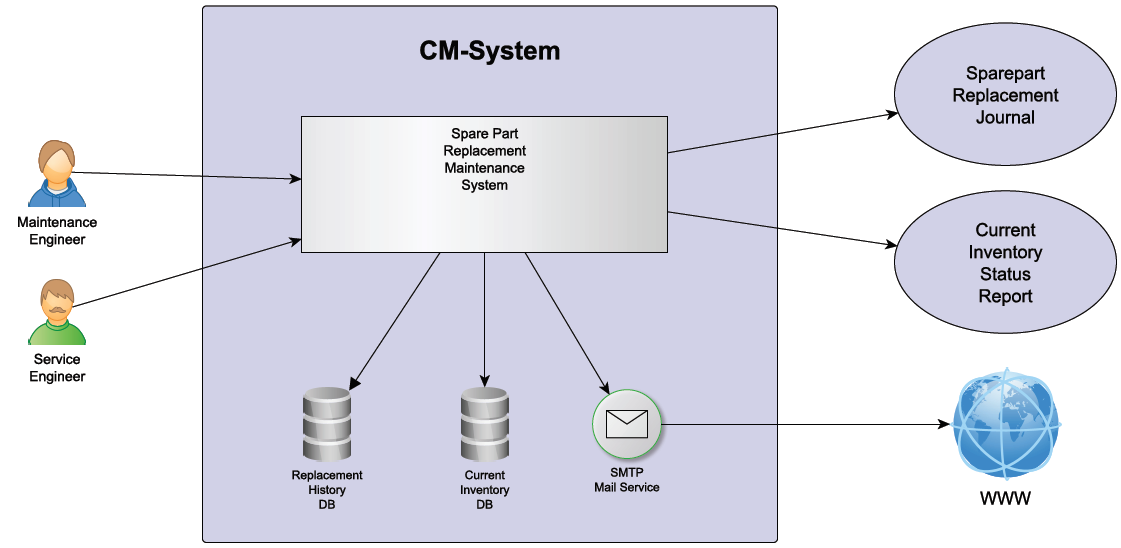 CM-System
Spare Part
Replacement
Maintenance
System
Sparepart
Replacement
Journal
Maintenance
Engineer
Current
Inventory
Status
Report
Service
Engineer
Replacement
History
DB
Current
Inventory
DB
SMTP
Mail Service
WWW